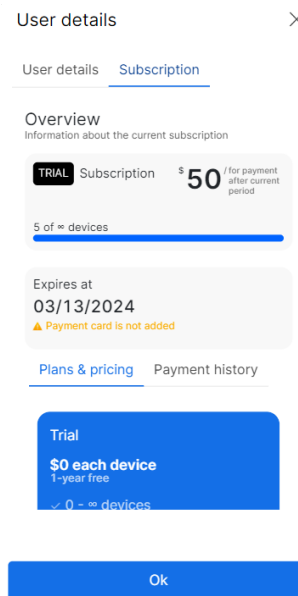 User details
User details Subscription
Overview
Information about the current subscription
TRIAL Subscription $50 /for payment
after current
period
5 of ∞ devices
Expires at
03/13/2024
Payment card is not added
Plans & pricing Payment history
Trial
$0 each device
1-year free
✓ 0 - ∞ devices
Ok